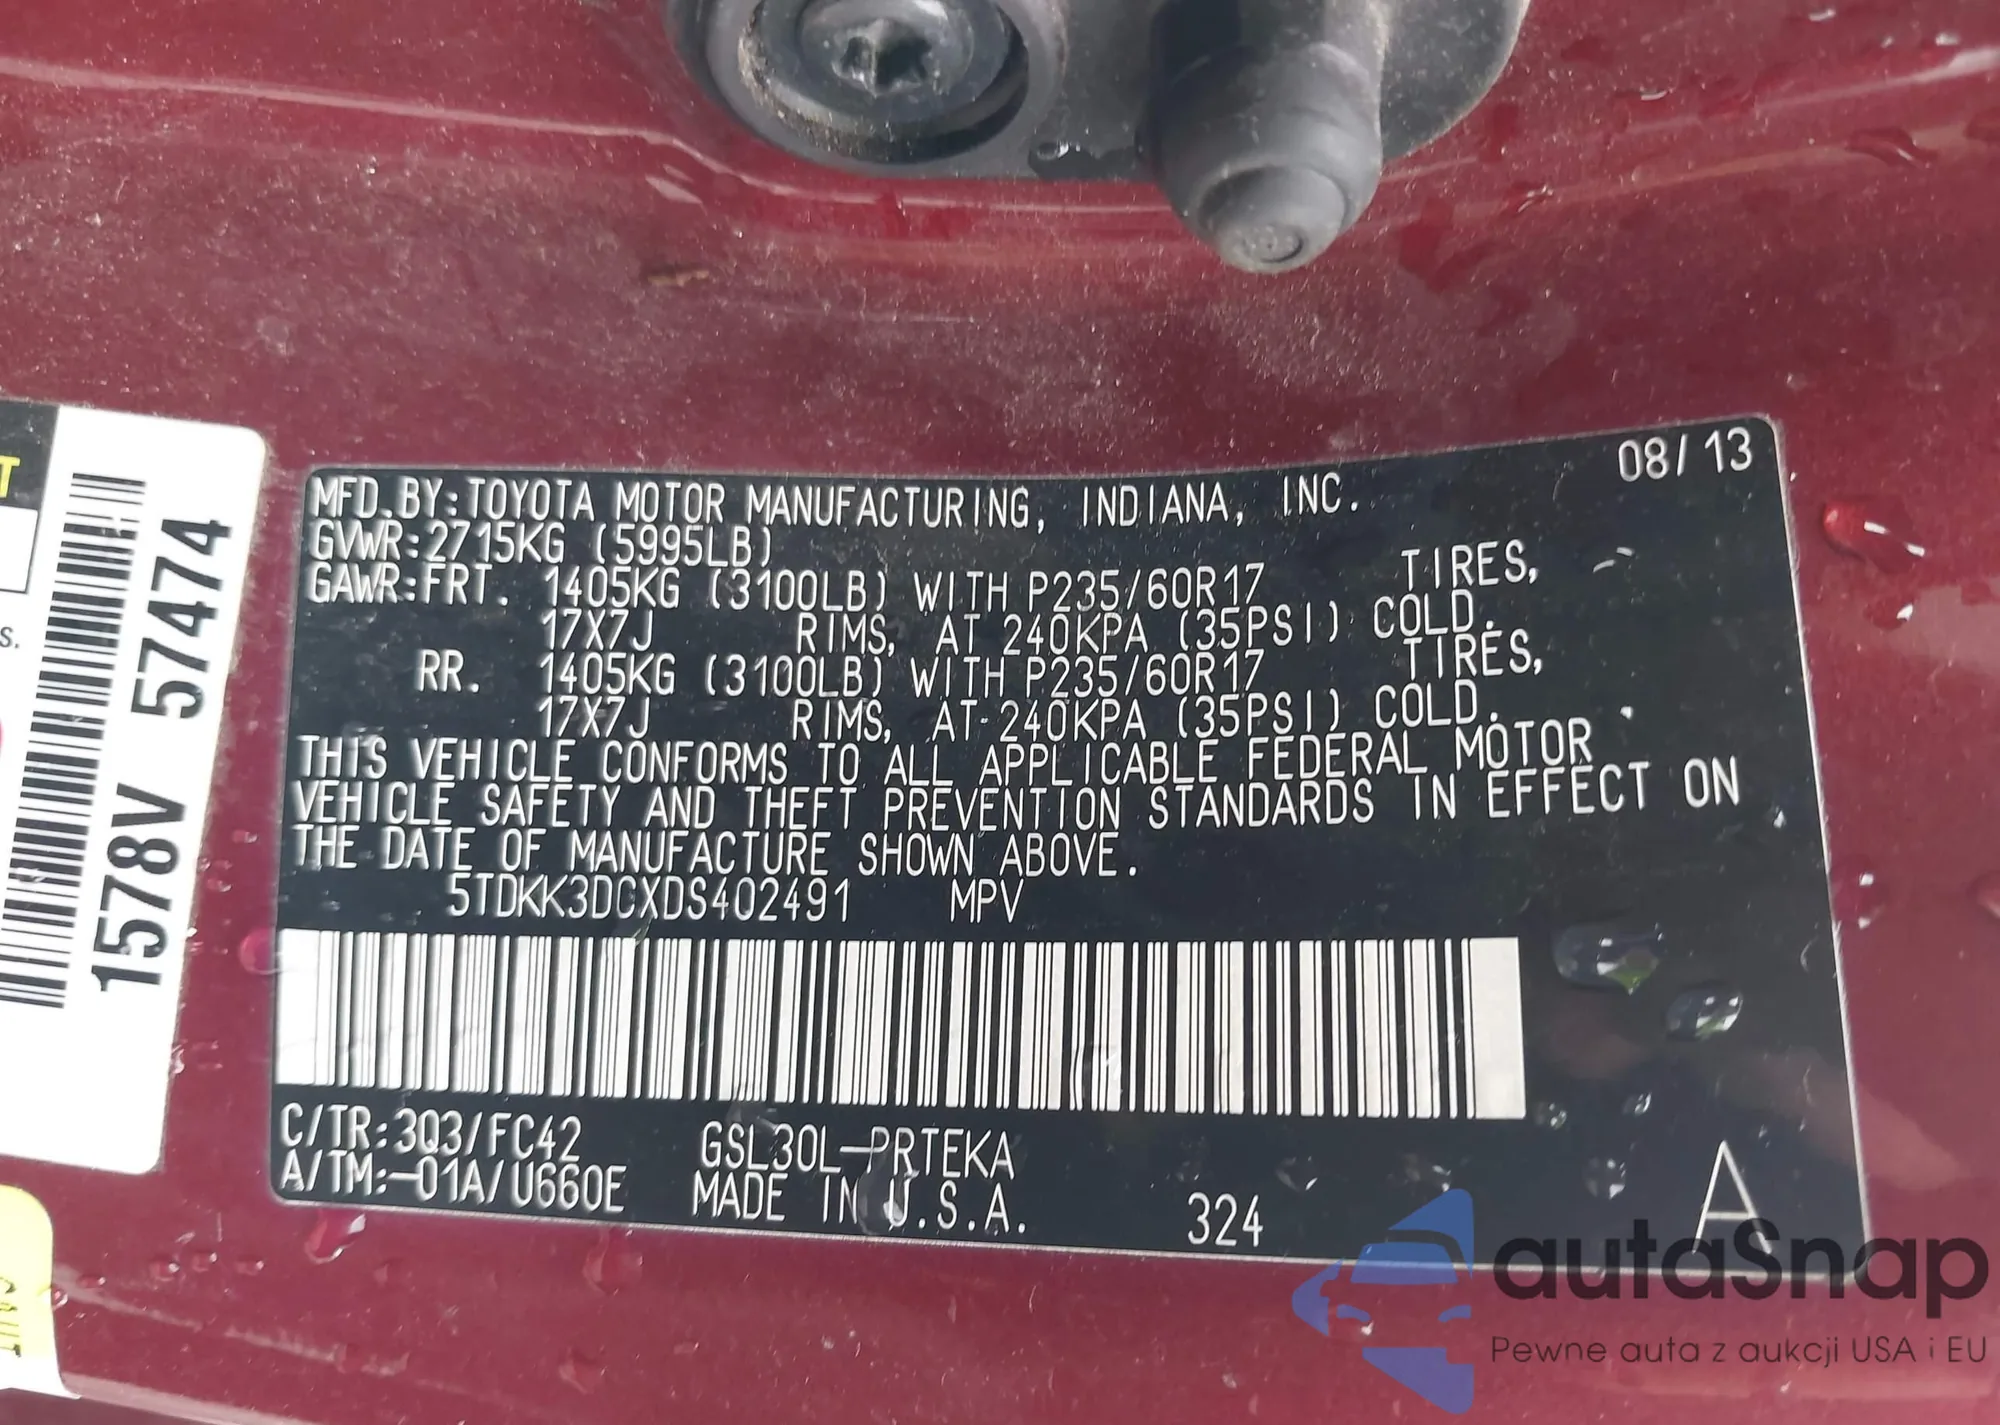 08/13
MFD.BY:TOYOTA MOTOR MANUFACTURING, INDIANA, INC.
GVWR:2715KG (5995LB)
GAWR:FRT. 1405KG (3100LB) WITH P235/60R17 TIRES,
17X7J RIMS, AT 240KPA (35PSI) COLD.
RR. 1405KG (3100LB) WITH P235/60R17 TIRES,
17X7J RIMS, AT 240KPA (35PSI) COLD.
THIS VEHICLE CONFORMS TO ALL APPLICABLE FEDERAL MOTOR
VEHICLE SAFETY AND THEFT PREVENTION STANDARDS IN EFFECT ON
THE DATE OF MANUFACTURE SHOWN ABOVE.
5TDKK3DCXDS402491 MPV
C/TR:3Q3/FC42 GSL30L-PRTEKA
A/TM:-01A/U660E MADE IN U.S.A. 324 A
1578V 57474
T
S.
autoSnap
Pewne auta z aukcji USA i EU